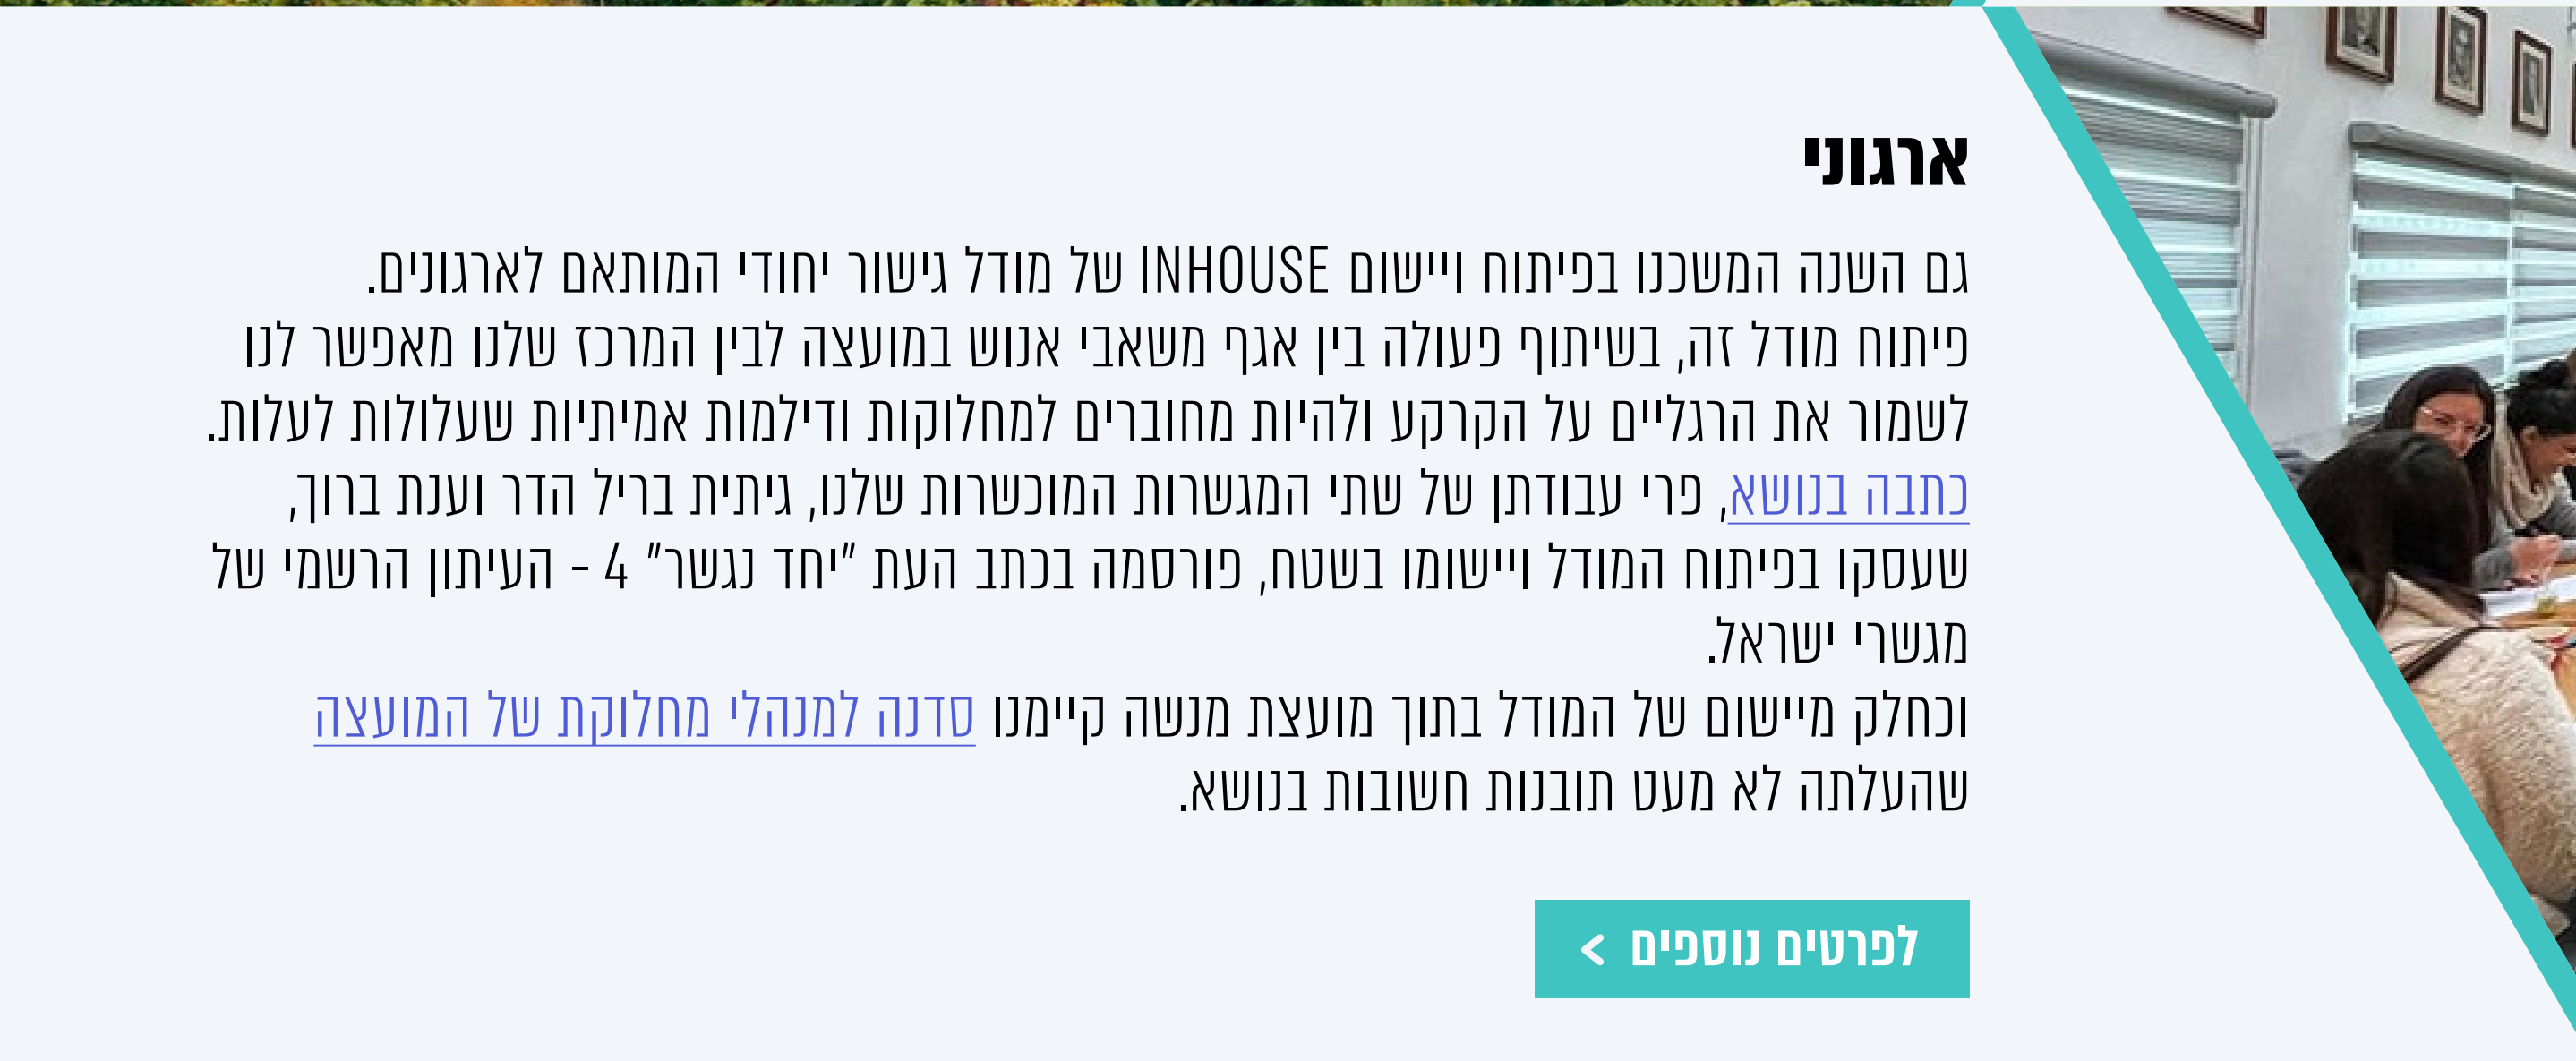 ארגוני
גם השנה המשכנו בפיתוח ויישום INHOUSE של מודל גישור יחודי המותאם לארגונים.
פיתוח מודל זה, בשיתוף פעולה בין אגף משאבי אנוש במועצה לבין המרכז שלנו מאפשר לנו
לשמור את הרגליים על הקרקע ולהיות מחוברים למחלוקות ודילמות אמיתיות שעלולות לעלות.
כתבה בנושא, פרי עבודתן של שתי המגשרות המוכשרות שלנו, גיתית בריל הדר וענת ברוך,
שעסקו בפיתוח המודל ויישומו בשטח, פורסמה בכתב העת "יחד נגשר" 4 - העיתון הרשמי של
מגשרי ישראל.
וכחלק מיישום של המודל בתוך מועצת מנשה קיימנו סדנה למנהלי מחלוקת של המועצה
שהעלתה לא מעט תובנות חשובות בנושא.
לפרטים נוספים >